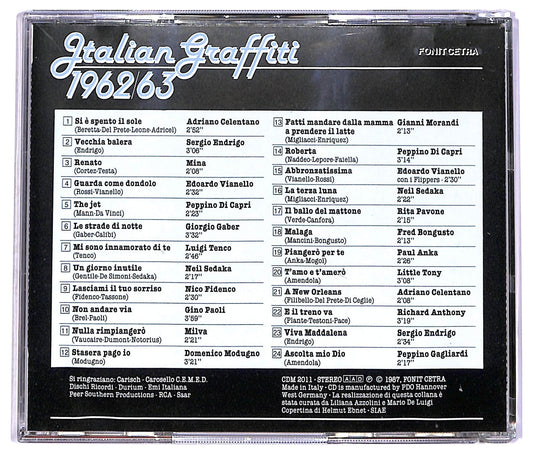 Italian Graffiti
1962/63
FONIT CETRA
1 Si è spento il sole Adriano Celentano
(Beretta-Del Prete-Leone-Adricel) 2'52"
2 Vecchia balera Sergio Endrigo
(Endrigo) 3'06"
3 Renato Mina
(Cortez-Testa) 2'08"
4 Guarda come dondolo Edoardo Vianello
(Rossi-Vianello) 2'32"
5 The jet Peppino Di Capri
(Mann-Da Vinci) 2'23"
6 Le strade di notte Giorgio Gaber
(Gaber-Calibi) 3'32"
7 Mi sono innamorato di te Luigi Tenco
(Tenco) 2'46"
8 Un giorno inutile Neil Sedaka
(Gentile-De Simoni-Sedaka) 2'17"
9 Lasciami il tuo sorriso Nico Fidenco
(Fidenco-Tassone) 2'30"
10 Non andare via Gino Paoli
(Brel-Paoli) 3'59"
11 Nulla rimpiangerò Milva
(Vaucaire-Dumont-Notorius) 2'21"
12 Stasera pago io Domenico Modugno
(Modugno) 3'21"
13 Fatti mandare dalla mamma Gianni Morandi
a prendere il latte 2'13"
(Migliacci-Enriquez)
14 Roberta Peppino Di Capri
(Naddeo-Lepore-Faiella) 3'14"
15 Abbronzatissima Edoardo Vianello
(Vianello-Rossi) con i Flippers - 2'30"
16 La terza luna Neil Sedaka
(Migliacci-Enriquez) 2'22"
17 Il ballo del mattone Rita Pavone
(Verde-Canfora) 2'15"
18 Malaga Fred Bongusto
(Mancini-Bongusto) 2'13"
19 Piangerò per te Paul Anka
(Anka-Mogol) 2'26"
20 T'amo e t'amerò Little Tony
(Amendola) 3'08"
21 A New Orleans Adriano Celentano
(Filibello-Del Prete-Di Ceglie) 2'08"
22 E il treno va Richard Anthony
(Plante-Testoni-Pace) 3'19"
23 Viva Maddalena Sergio Endrigo
(Endrigo) 2'34"
24 Ascolta mio Dio Peppino Gagliardi
(Amendola) 2'57"
Si ringraziano: Carisch - Carosello C.E.M.E.D.
Dischi Ricordi - Durium - Emi Italiana
Peer Southern Productions - RCA - Saar
CDM 2011 - STEREO AAD ℗ © 1987, FONIT CETRA
Made in Italy - CD is manufactured by PDO Hannover
West Germany - La realizzazione di questa collana è
stata curata da Liliana Azzolini e Mario De Luigi
Copertina di Helmut Ebnet - SIAE